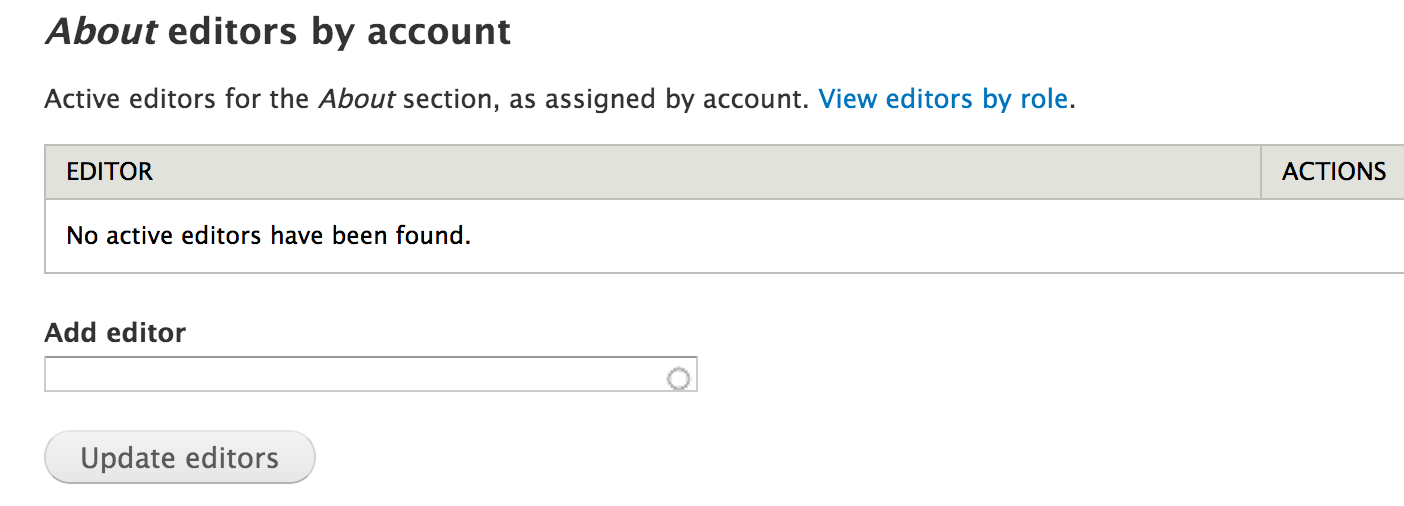 About editors by account
Active editors for the About section, as assigned by account. View editors by role.
EDITOR ACTIONS
No active editors have been found.
Add editor
Update editors